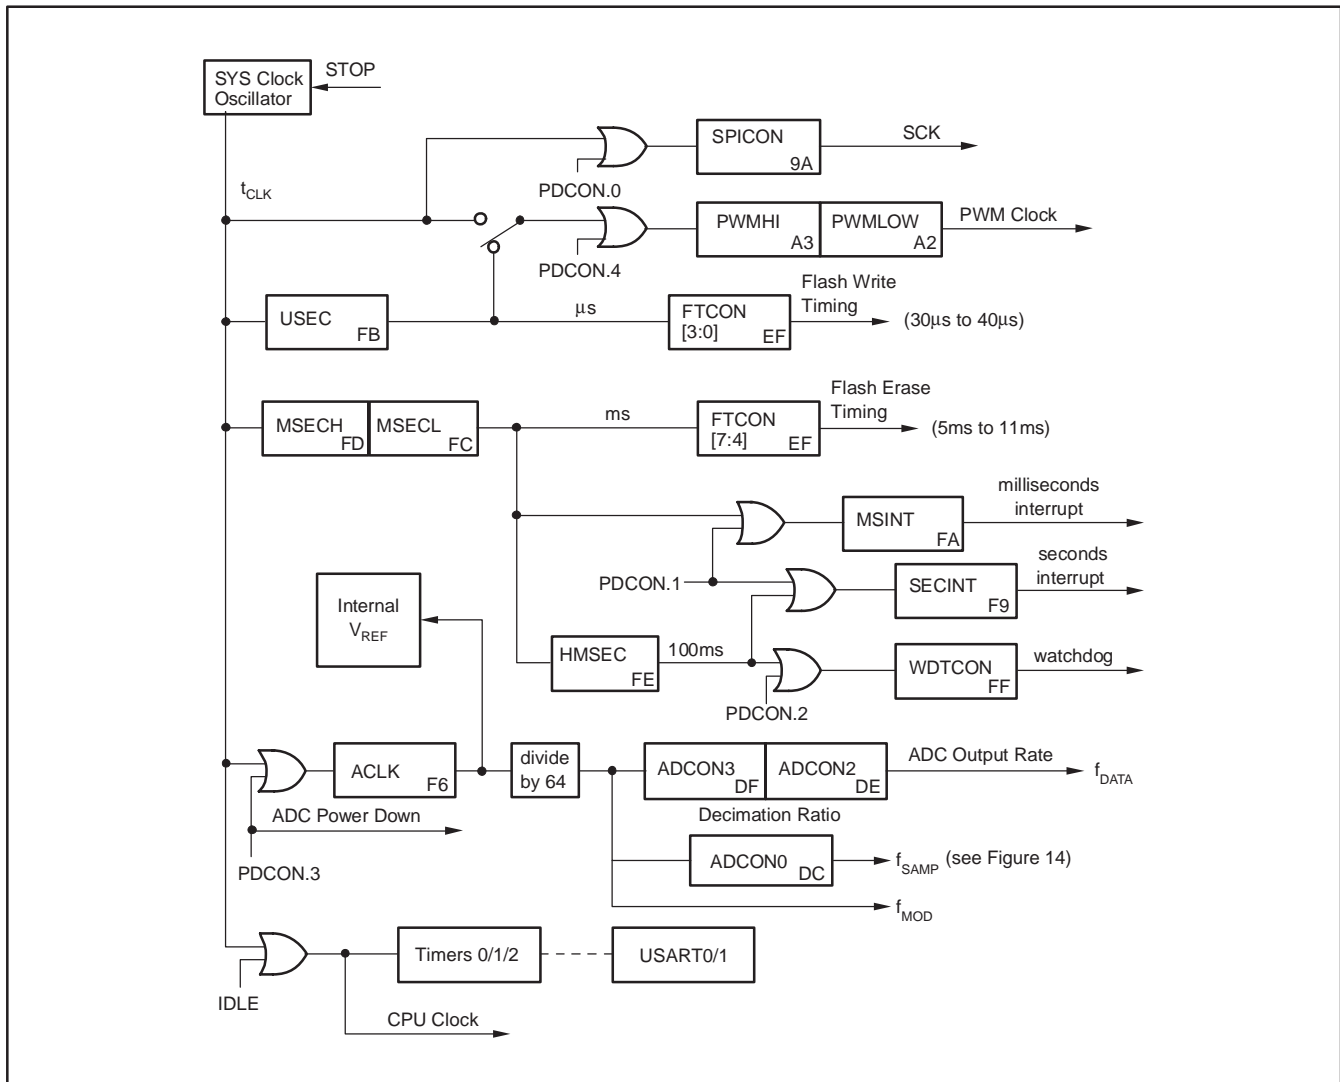 SYS Clock
Oscillator
STOP
SPICON
9A
SCK
PDCON.0
tCLK
PWMHI
A3
PWMLOW
A2
PWM Clock
PDCON.4
USEC
FB
μs
FTCON
[3:0]
EF
Flash Write
Timing
(30μs to 40μs)
MSECH
FD
MSECL
FC
ms
FTCON
[7:4]
EF
Flash Erase
Timing
(5ms to 11ms)
MSINT
FA
milliseconds
interrupt
PDCON.1
SECINT
F9
seconds
interrupt
Internal
VREF
HMSEC
FE
100ms
WDTCON
FF
watchdog
PDCON.2
ACLK
F6
divide
by 64
ADCON3
DF
ADCON2
DE
ADC Output Rate
fDATA
ADC Power Down
Decimation Ratio
PDCON.3
ADCON0
DC
fSAMP (see Figure 14)
fMOD
Timers 0/1/2
USART0/1
IDLE
CPU Clock